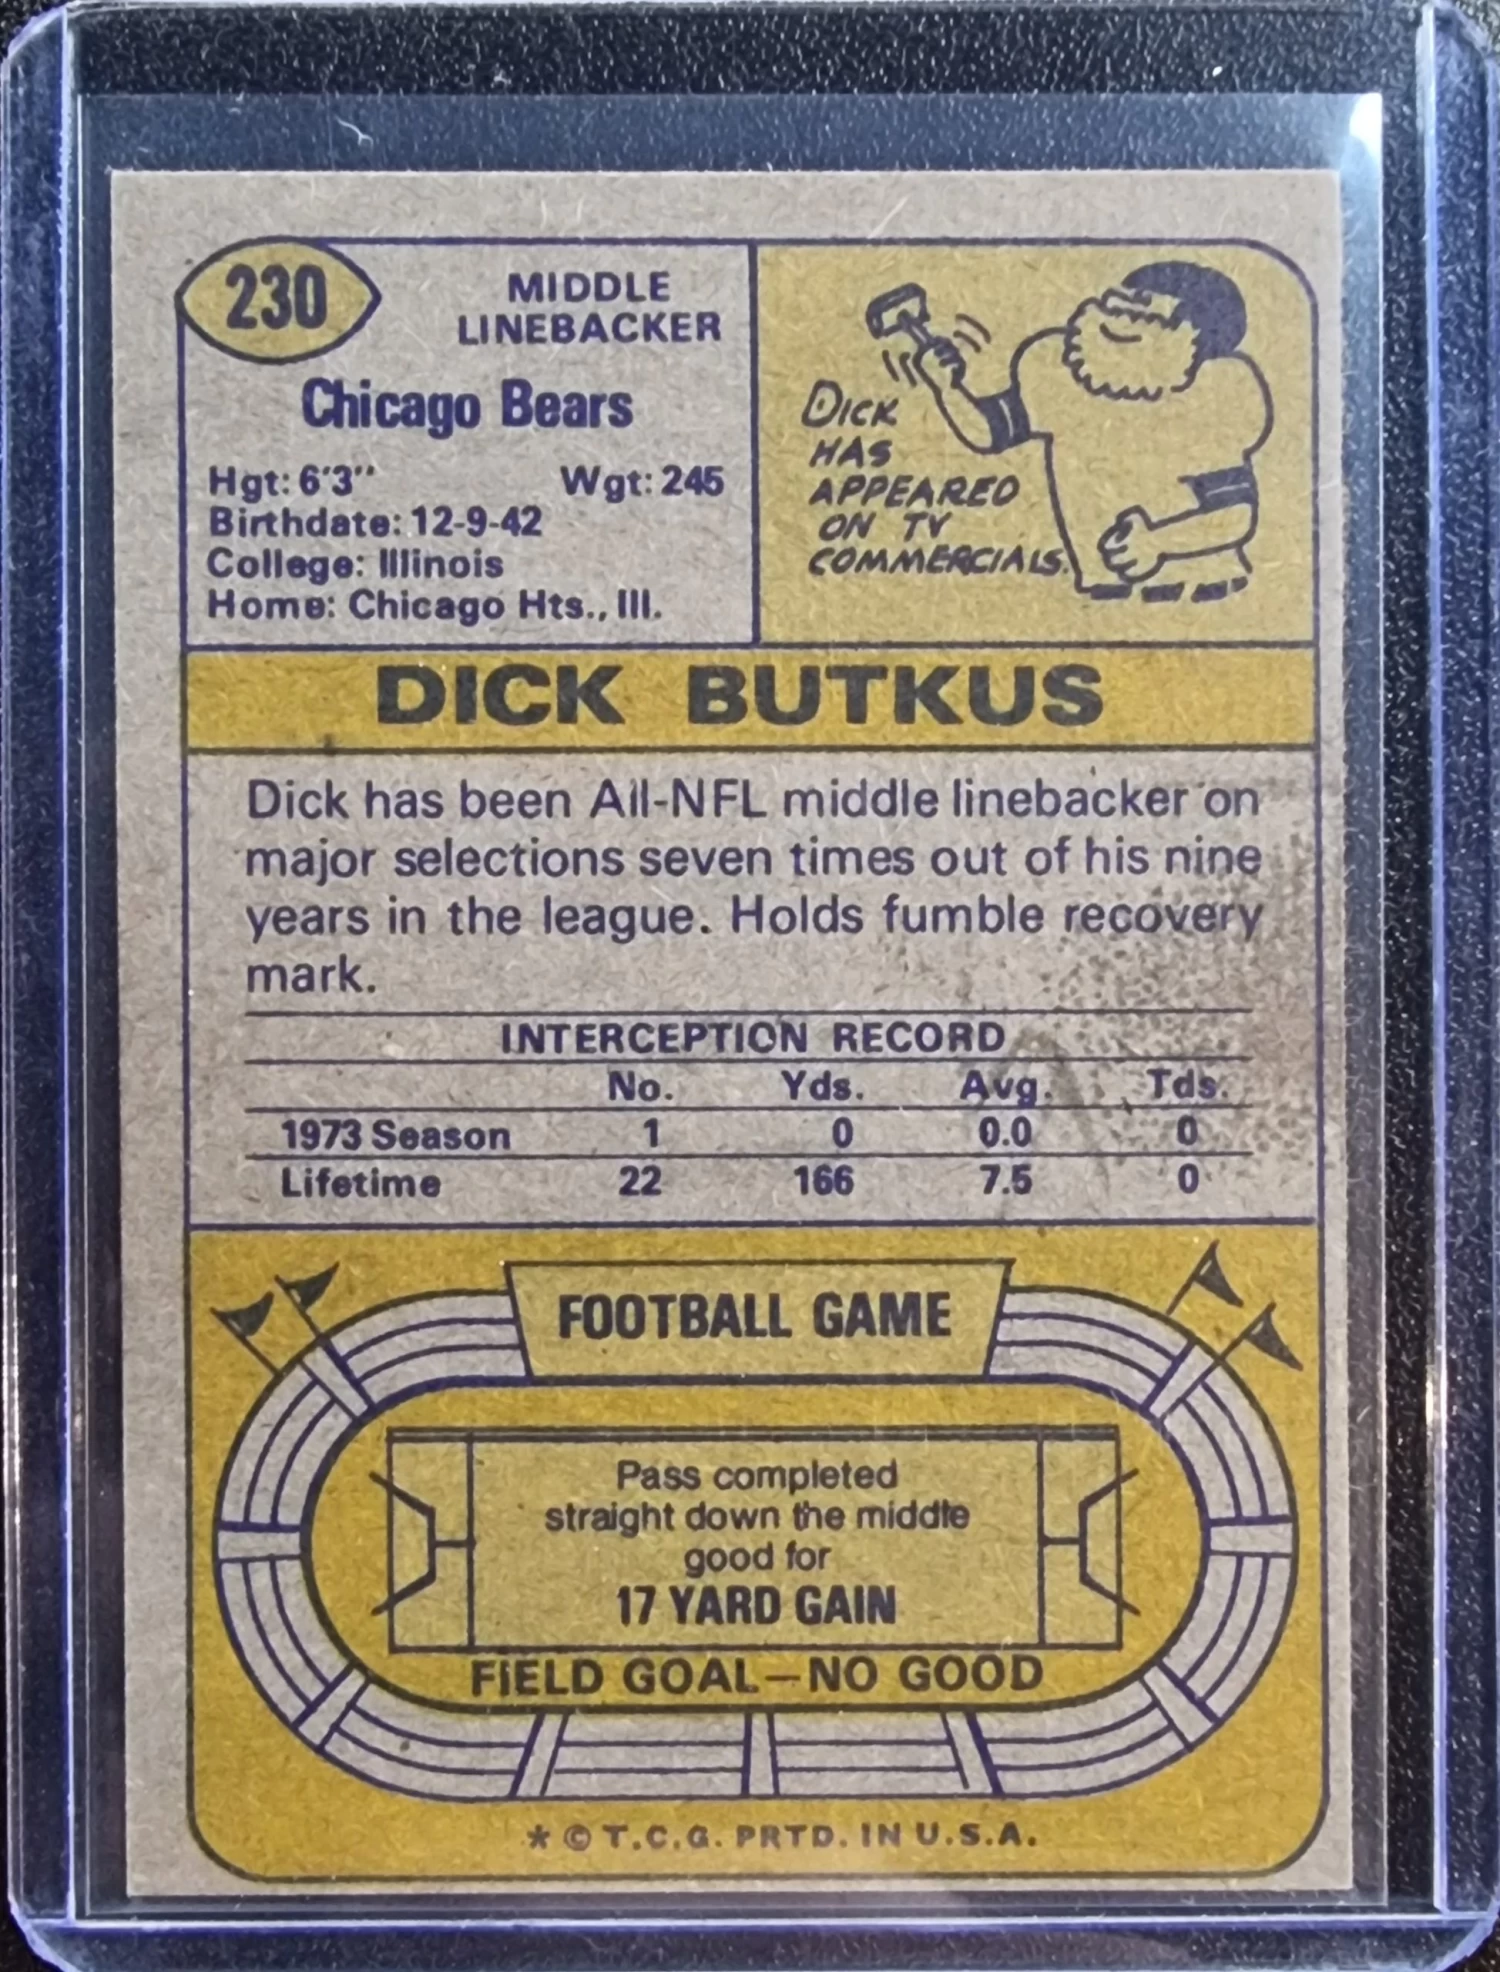 230
MIDDLE
LINEBACKER
Chicago Bears
Hgt: 6'3" Wgt: 245
Birthdate: 12-9-42
College: Illinois
Home: Chicago Hts., Ill.
DICK
HAS
APPEARED
ON TV
COMMERCIALS.
DICK BUTKUS
Dick has been All-NFL middle linebacker on
major selections seven times out of his nine
years in the league. Holds fumble recovery
mark.
INTERCEPTION RECORD
No. Yds. Avg. Tds.
1973 Season 1 0 0.0 0
Lifetime 22 166 7.5 0
FOOTBALL GAME
Pass completed
straight down the middle
good for
17 YARD GAIN
FIELD GOAL—NO GOOD
* © T.C.G. PRTD. IN U.S.A.